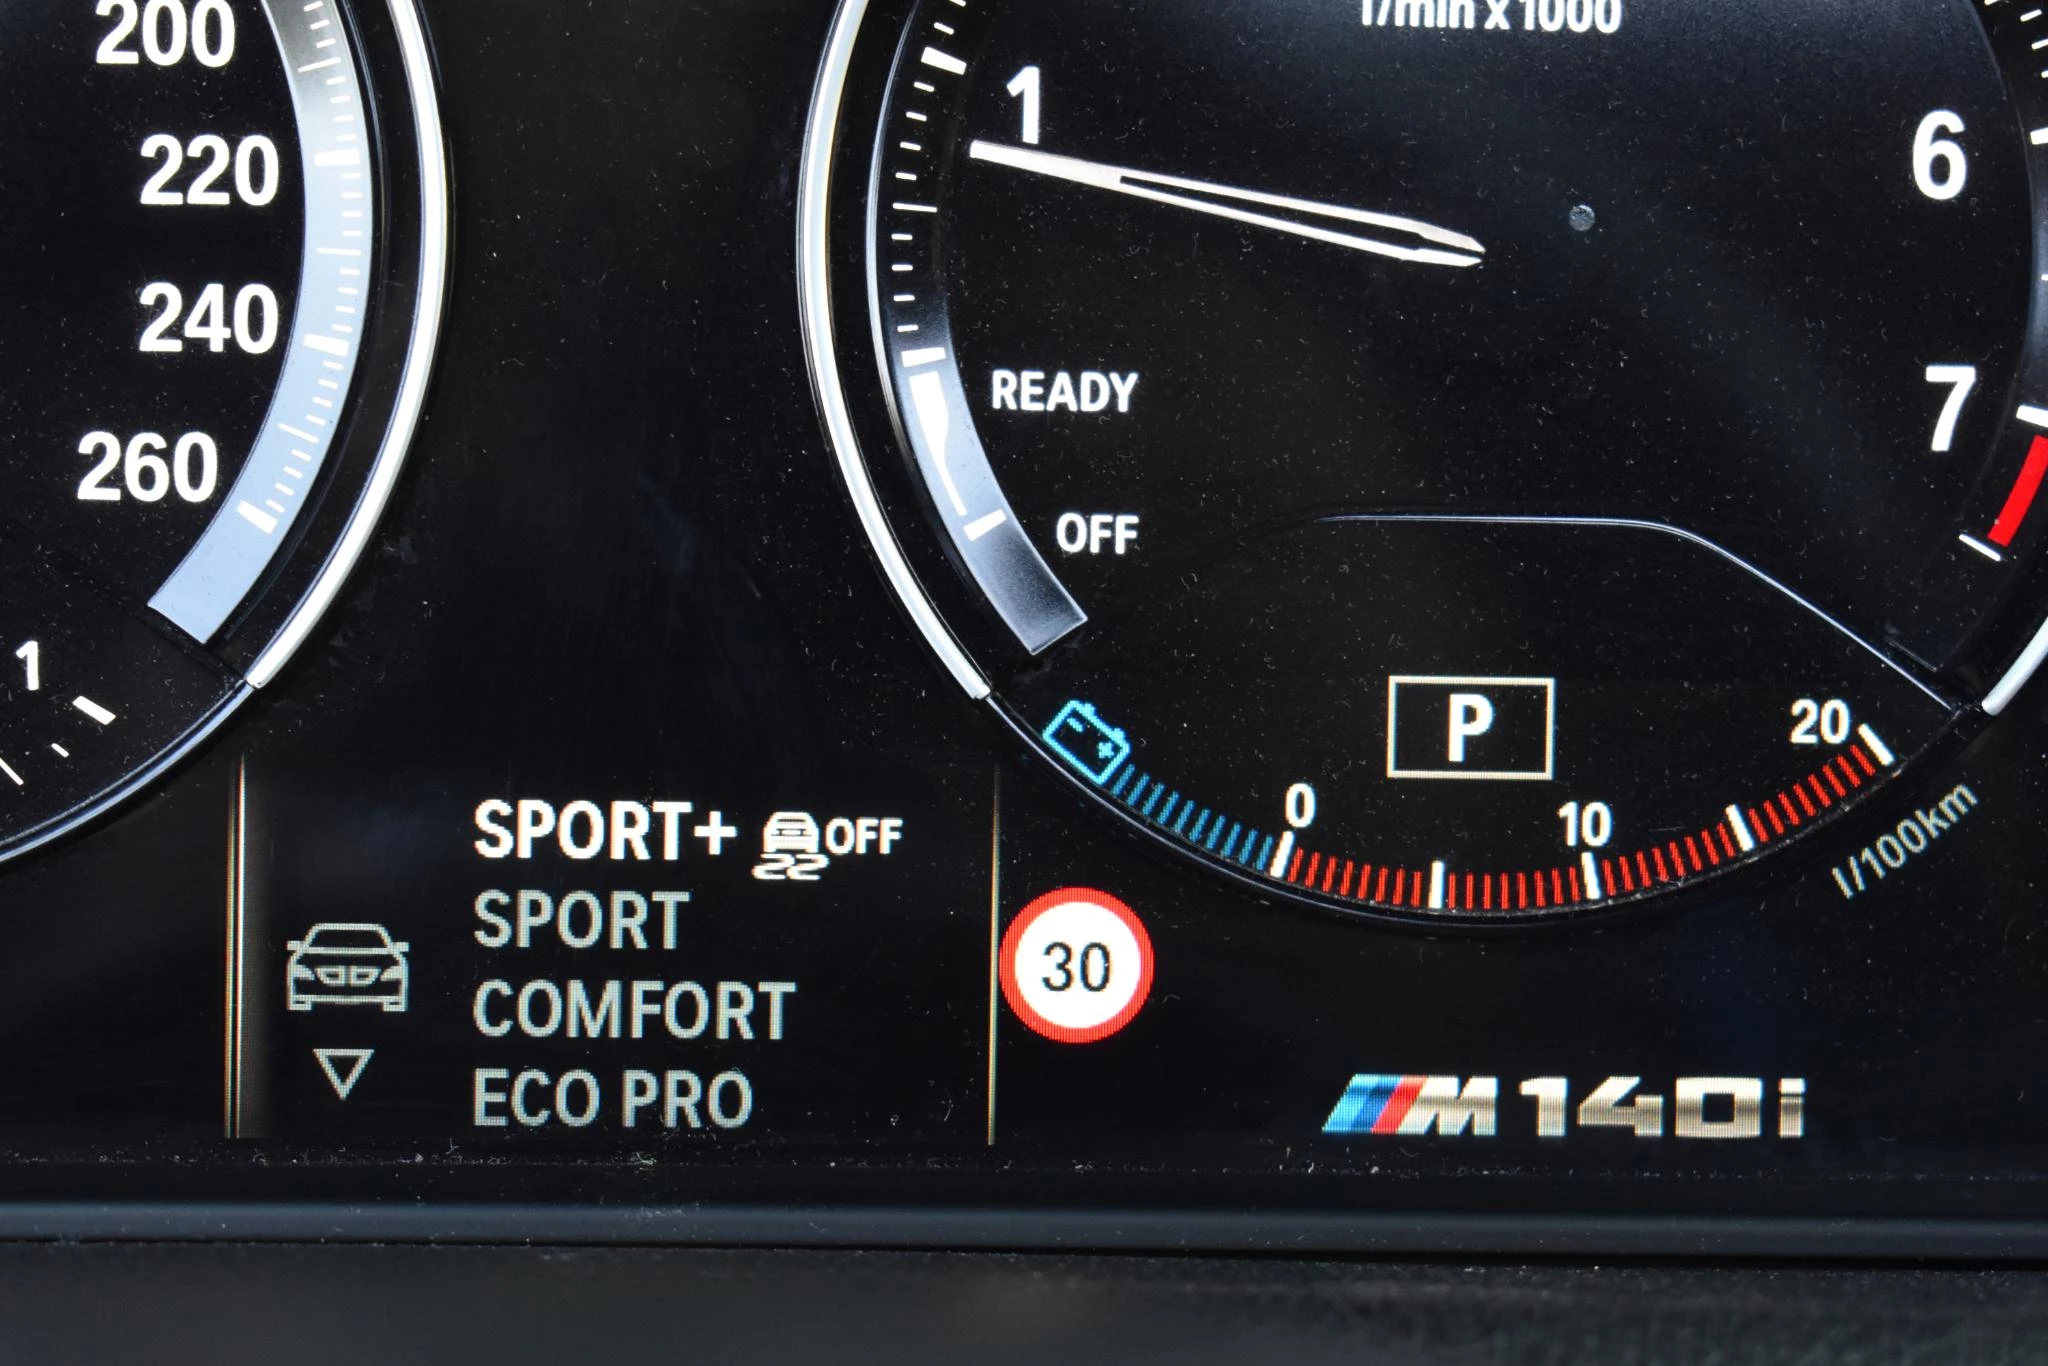 200
220
240
260
1
1/min x 1000
1
6
7
READY
OFF
P
0
10
20
l/100km
SPORT+ OFF
SPORT
COMFORT
ECO PRO
30
M140i